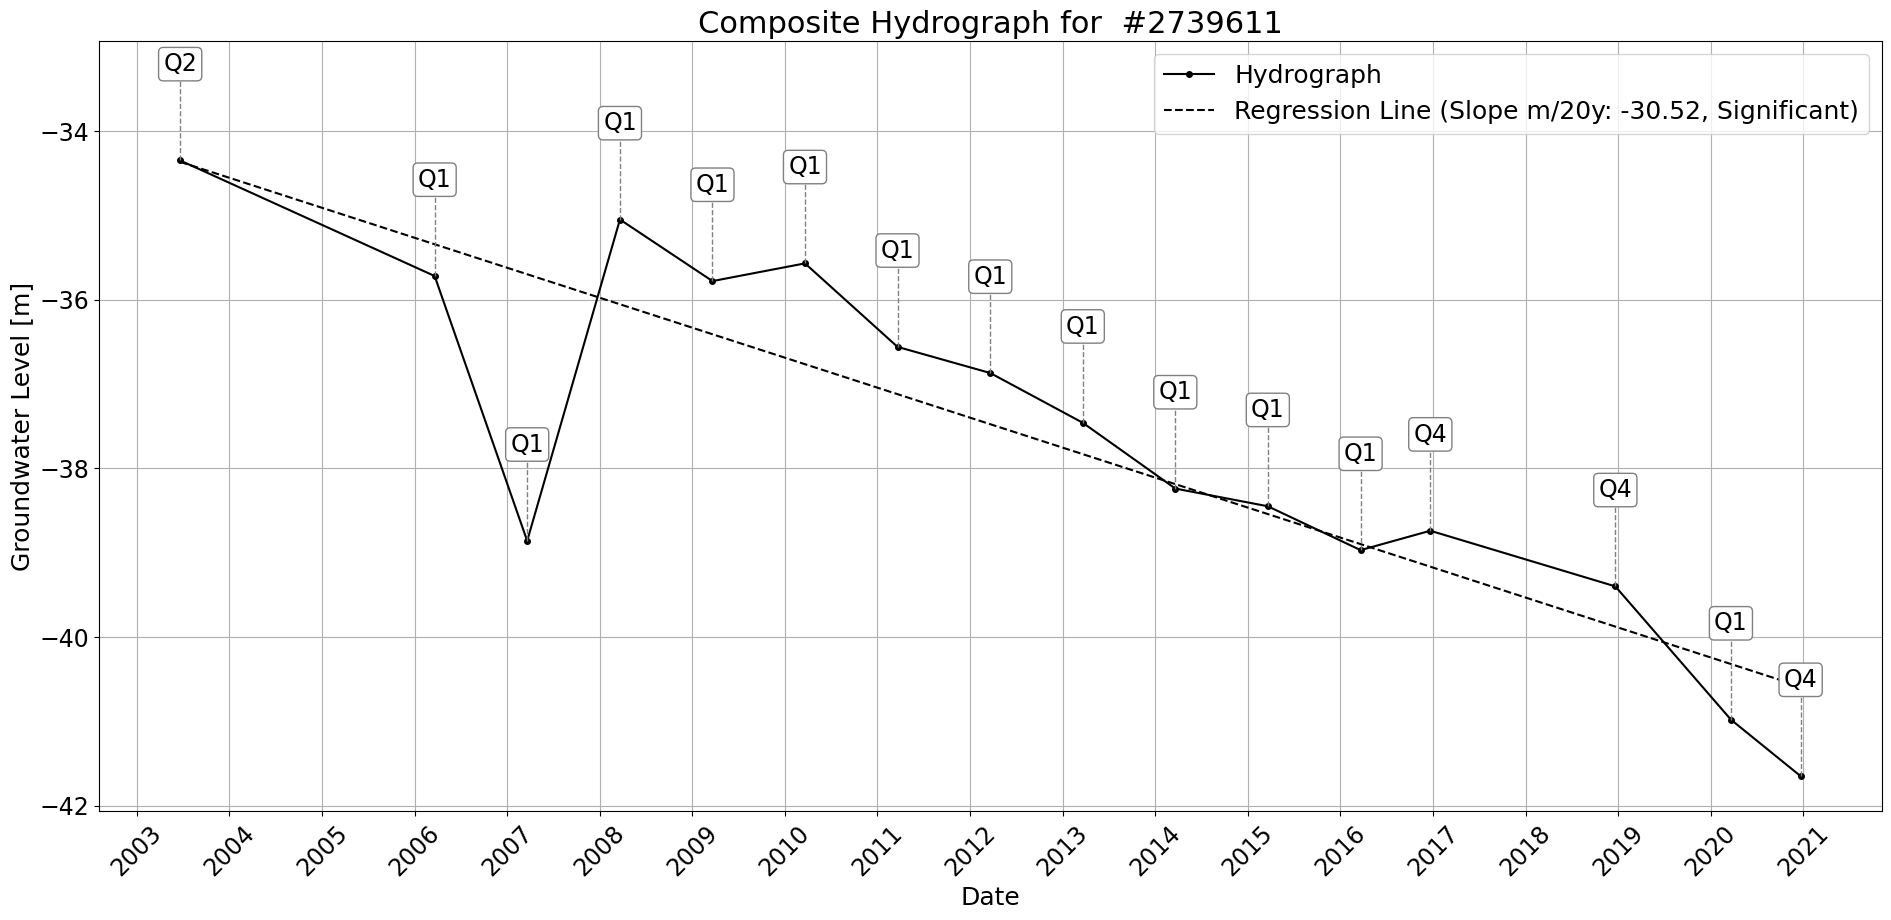 Composite Hydrograph for #2739611
Hydrograph
Regression Line (Slope m/20y: -30.52, Significant)
Q2
Q1
Q1
Q1
Q1
Q1
Q1
Q1
Q1
Q1
Q1
Q1
Q4
Q4
Q1
Q4
Groundwater Level [m]
−34
−36
−38
−40
−42
2003
2004
2005
2006
2007
2008
2009
2010
2011
2012
2013
2014
2015
2016
2017
2018
2019
2020
2021
Date